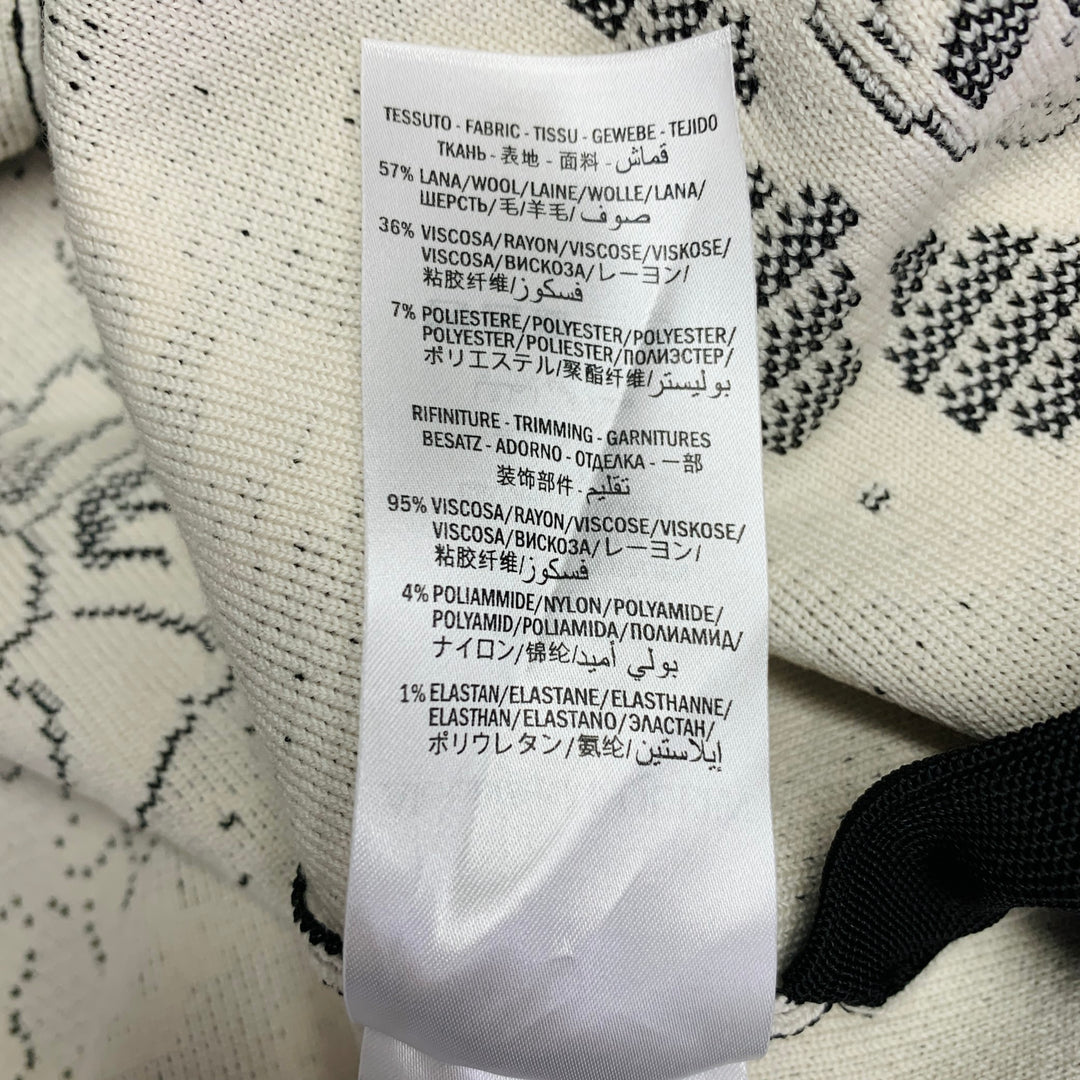 TESSUTO - FABRIC - TISSU - GEWEBE - TEJIDO
ТКАНЬ - 表地 - 面料 - قماش
57% LANA/WOOL/LAINE/WOLLE/LANA/
ШЕРСТЬ/毛/羊毛/صوف
36% VISCOSA/RAYON/VISCOSE/VISKOSE/
VISCOSA/ВИСКОЗА/レーヨン/
粘胶纤维/فسكوز
7% POLIESTERE/POLYESTER/POLYESTER/
POLYESTER/POLIESTER/ПОЛИЭСТЕР/
ポリエステル/聚酯纤维/بوليستر
RIFINITURE - TRIMMING - GARNITURES
BESATZ - ADORNO - ОТДЕЛКА - 一部
装饰部件 - تقليم
95% VISCOSA/RAYON/VISCOSE/VISKOSE/
VISCOSA/ВИСКОЗА/レーヨン/
粘胶纤维/فسكوز
4% POLIAMMIDE/NYLON/POLYAMIDE/
POLYAMID/POLIAMIDA/ПОЛИАМИД/
ナイロン/锦纶/بولي أميد
1% ELASTAN/ELASTANE/ELASTHANNE/
ELASTHAN/ELASTANO/ЭЛАСТАН/
ポリウレタン/氨纶/إيلاستين